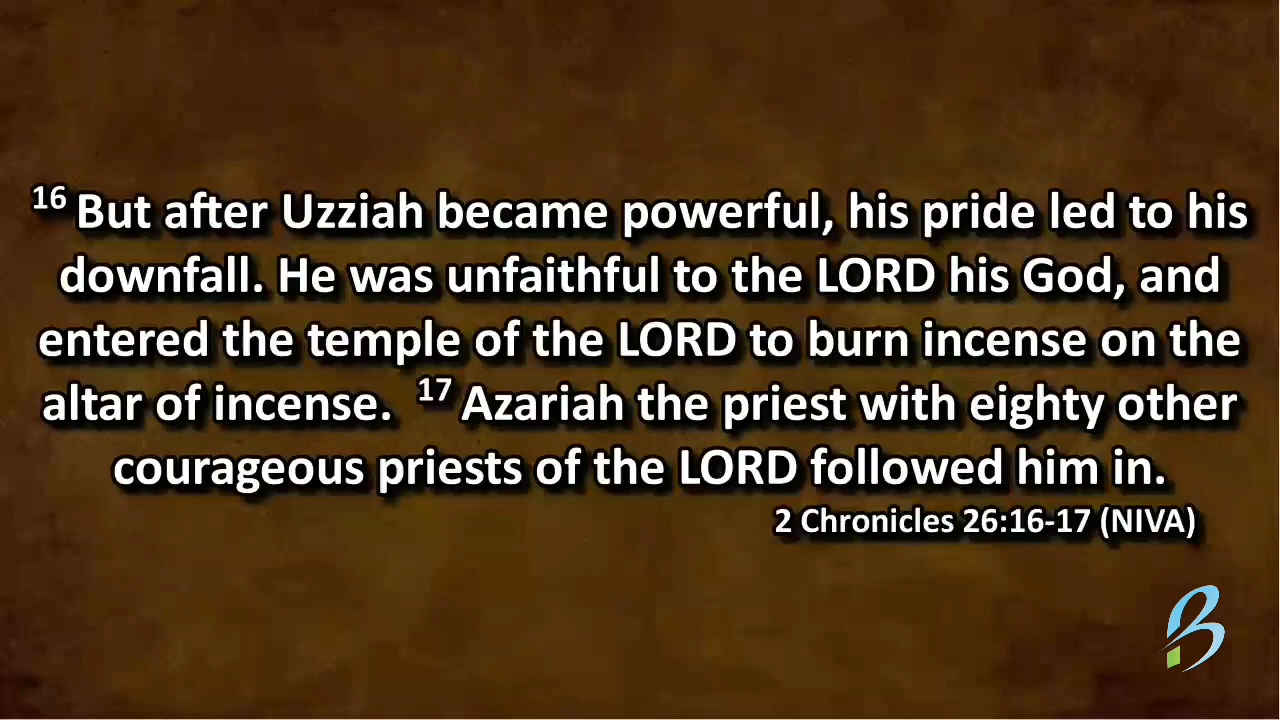 16 But after Uzziah became powerful, his pride led to his
downfall. He was unfaithful to the LORD his God, and
entered the temple of the LORD to burn incense on the
altar of incense. 17 Azariah the priest with eighty other
courageous priests of the LORD followed him in.
2 Chronicles 26:16-17 (NIVA)